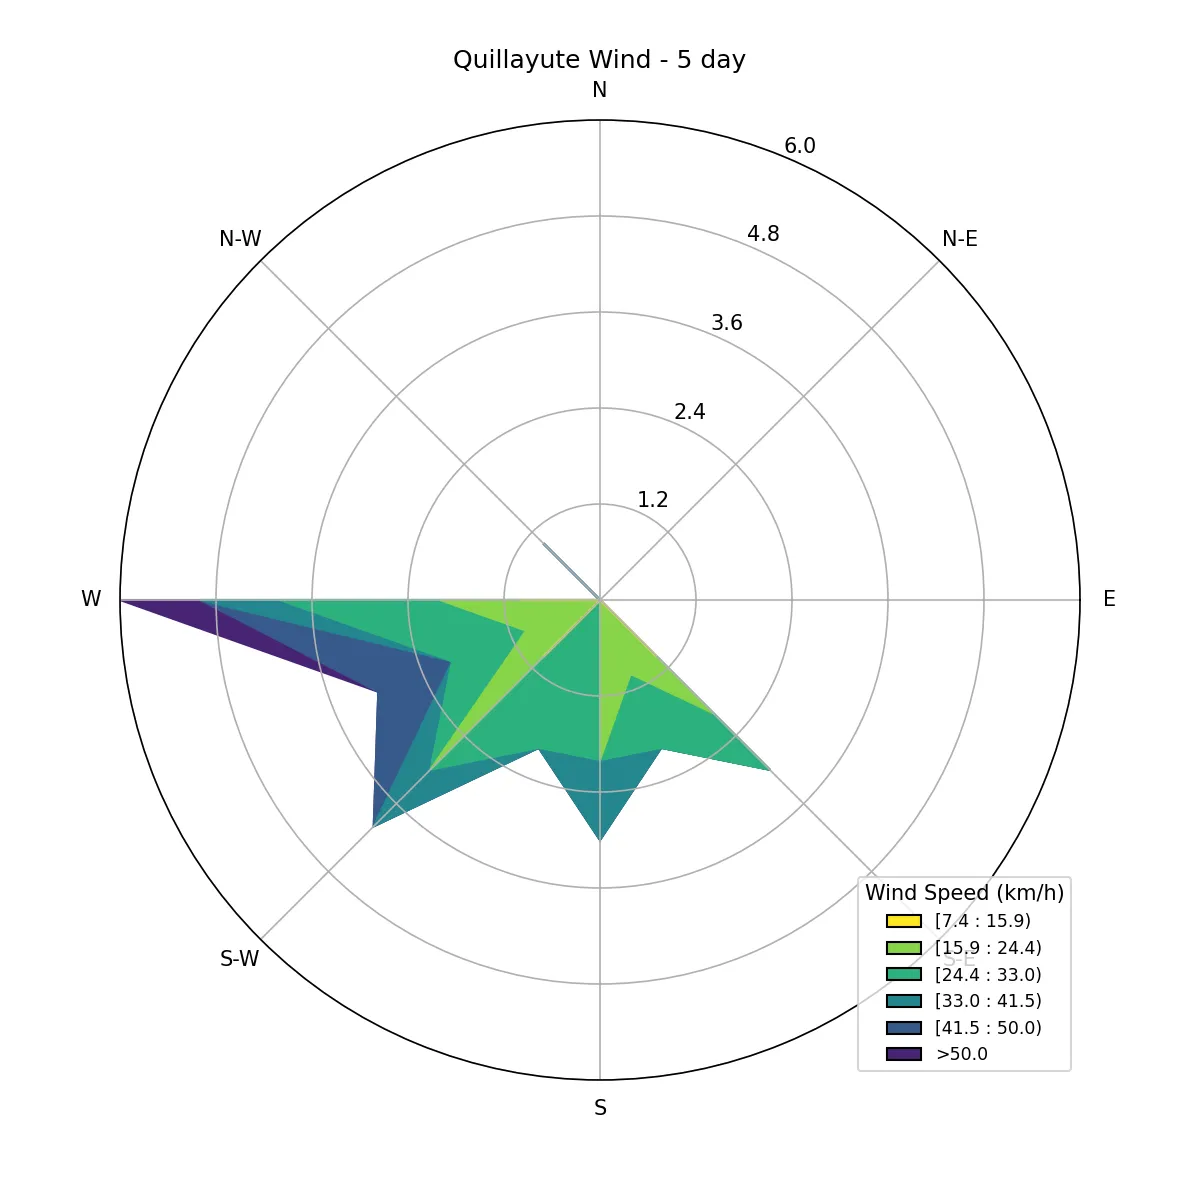 Quillayute Wind - 5 day
N
6.0
N-W
N-E
4.8
3.6
2.4
1.2
W
E
S-W
S-E
S
Wind Speed (km/h)
[7.4 : 15.9)
[15.9 : 24.4)
[24.4 : 33.0)
[33.0 : 41.5)
[41.5 : 50.0)
>50.0